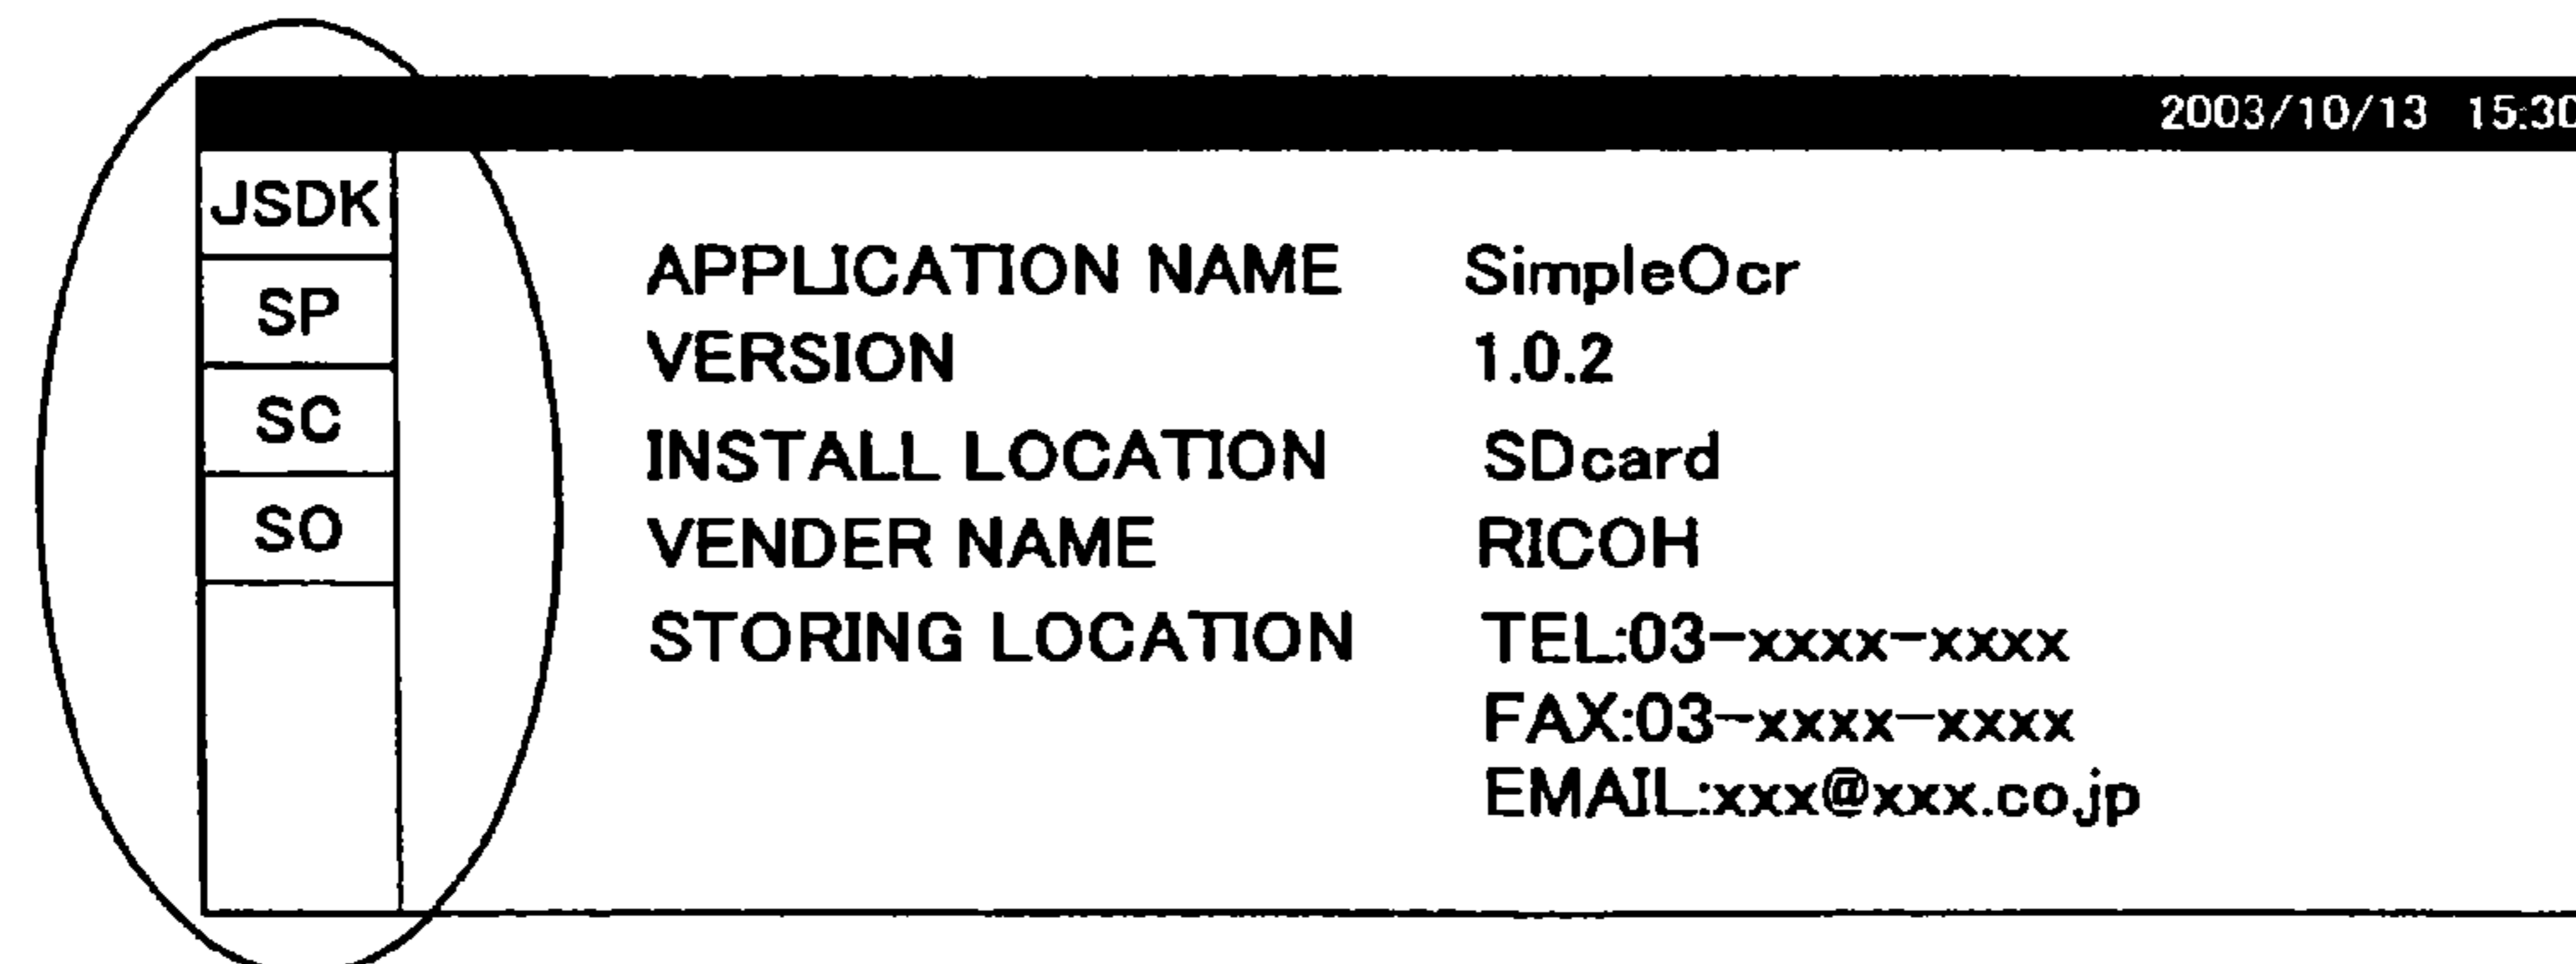 2003/10/13 15:30
JSDK
SP
SC
SO
APPLICATION NAME SimpleOcr
VERSION 1.0.2
INSTALL LOCATION SDcard
VENDER NAME RICOH
STORING LOCATION TEL:03-xxxx-xxxx
FAX:03-xxxx-xxxx
EMAIL:xxx@xxx.co.jp